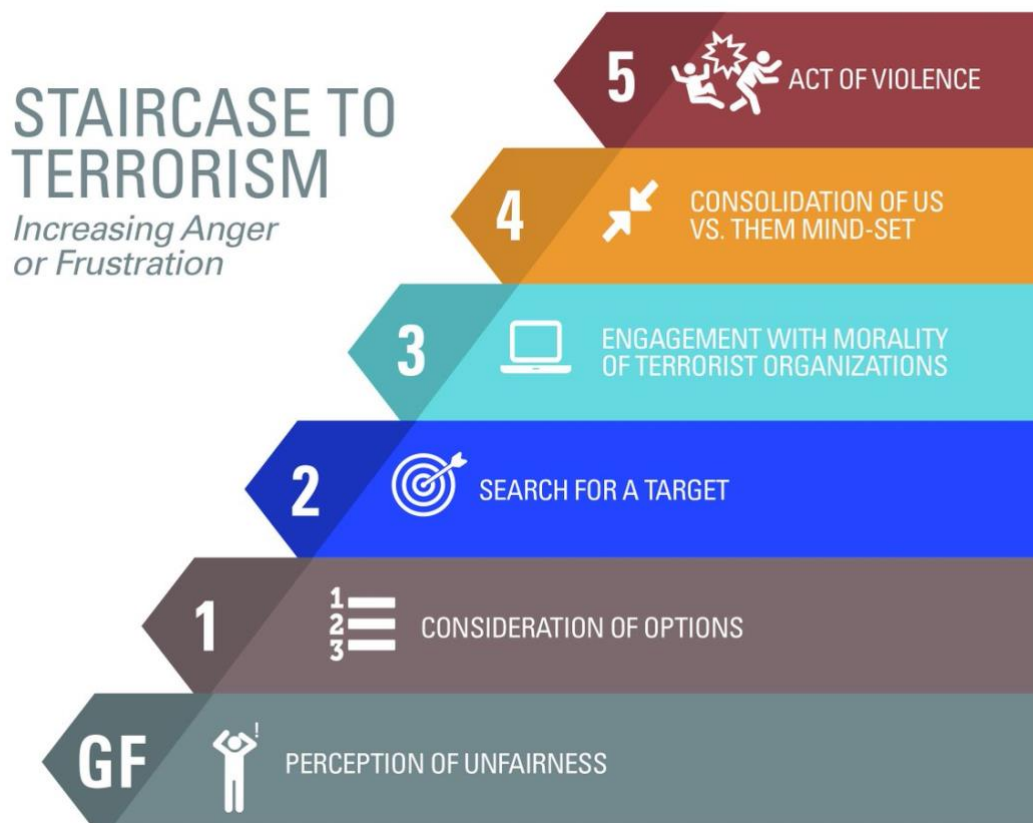 STAIRCASE TO
TERRORISM
Increasing Anger
or Frustration
5 ACT OF VIOLENCE
4 CONSOLIDATION OF US
VS. THEM MIND-SET
3 ENGAGEMENT WITH MORALITY
OF TERRORIST ORGANIZATIONS
2 SEARCH FOR A TARGET
1 1
2
3 CONSIDERATION OF OPTIONS
GF ! PERCEPTION OF UNFAIRNESS